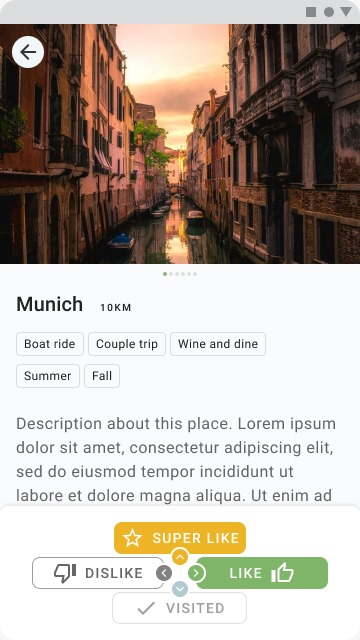 Munich 10KM
Boat ride Couple trip Wine and dine
Summer Fall
Description about this place. Lorem ipsum
dolor sit amet, consectetur adipiscing elit,
sed do eiusmod tempor incididunt ut
labore et dolore magna aliqua. Ut enim ad
SUPER LIKE
DISLIKE LIKE
VISITED